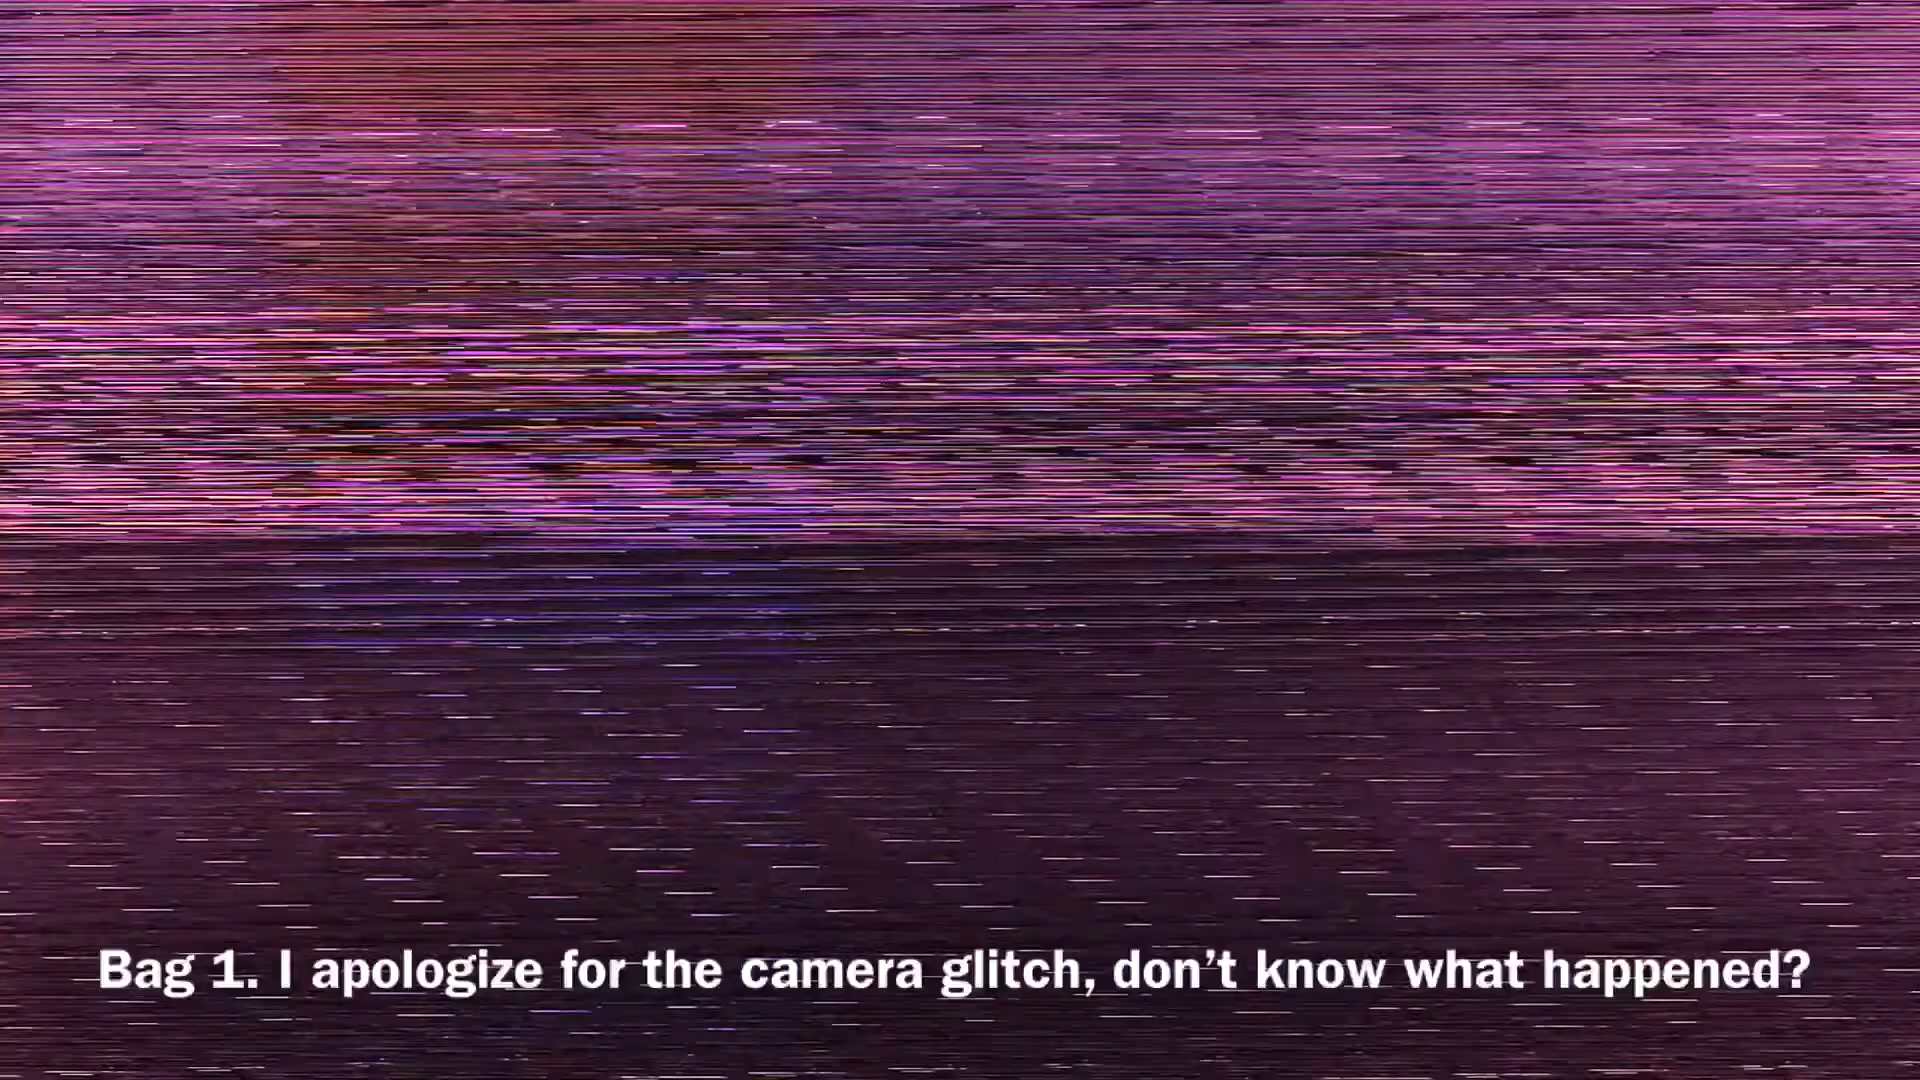 Bag 1. I apologize for the camera glitch, don’t know what happened?